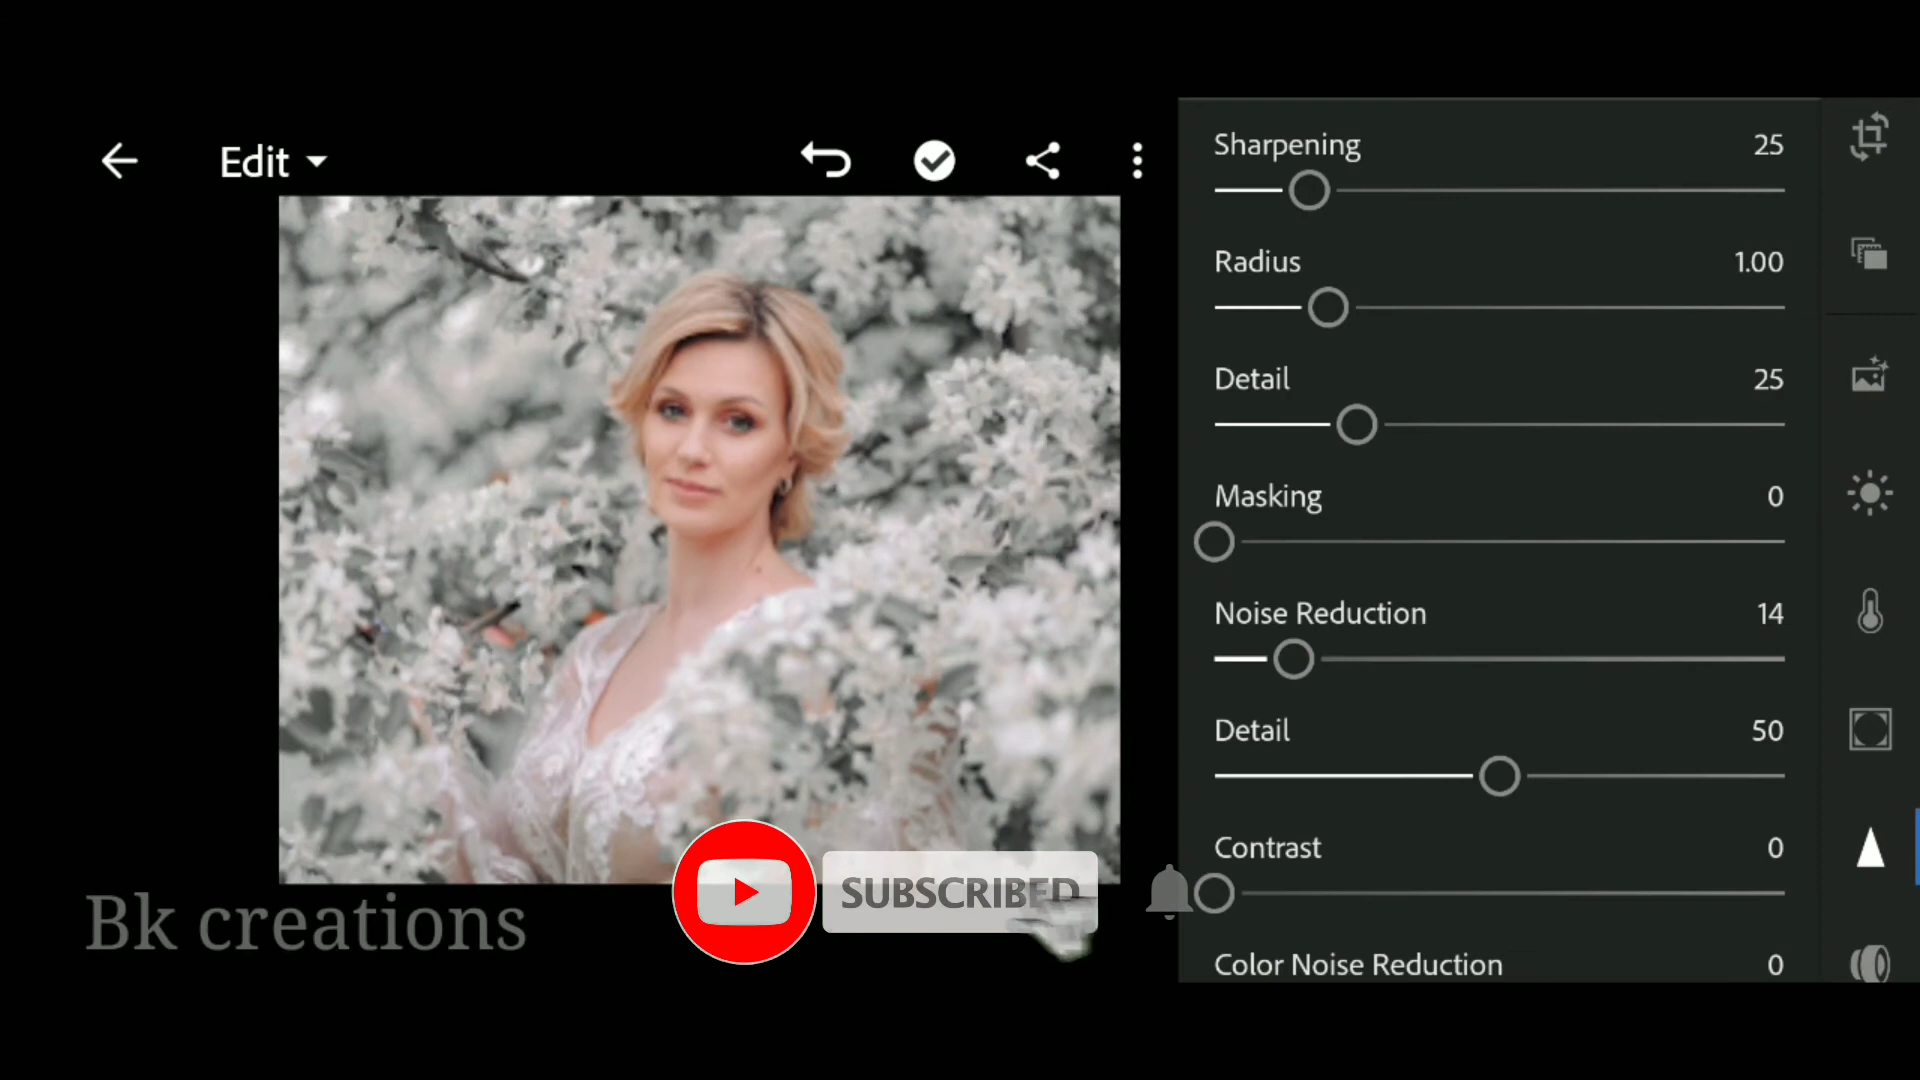 Edit
Sharpening 25
Radius 1.00
Detail 25
Masking 0
Noise Reduction 14
Detail 50
Contrast 0
Color Noise Reduction 0
Bk creations
SUBSCRIBED